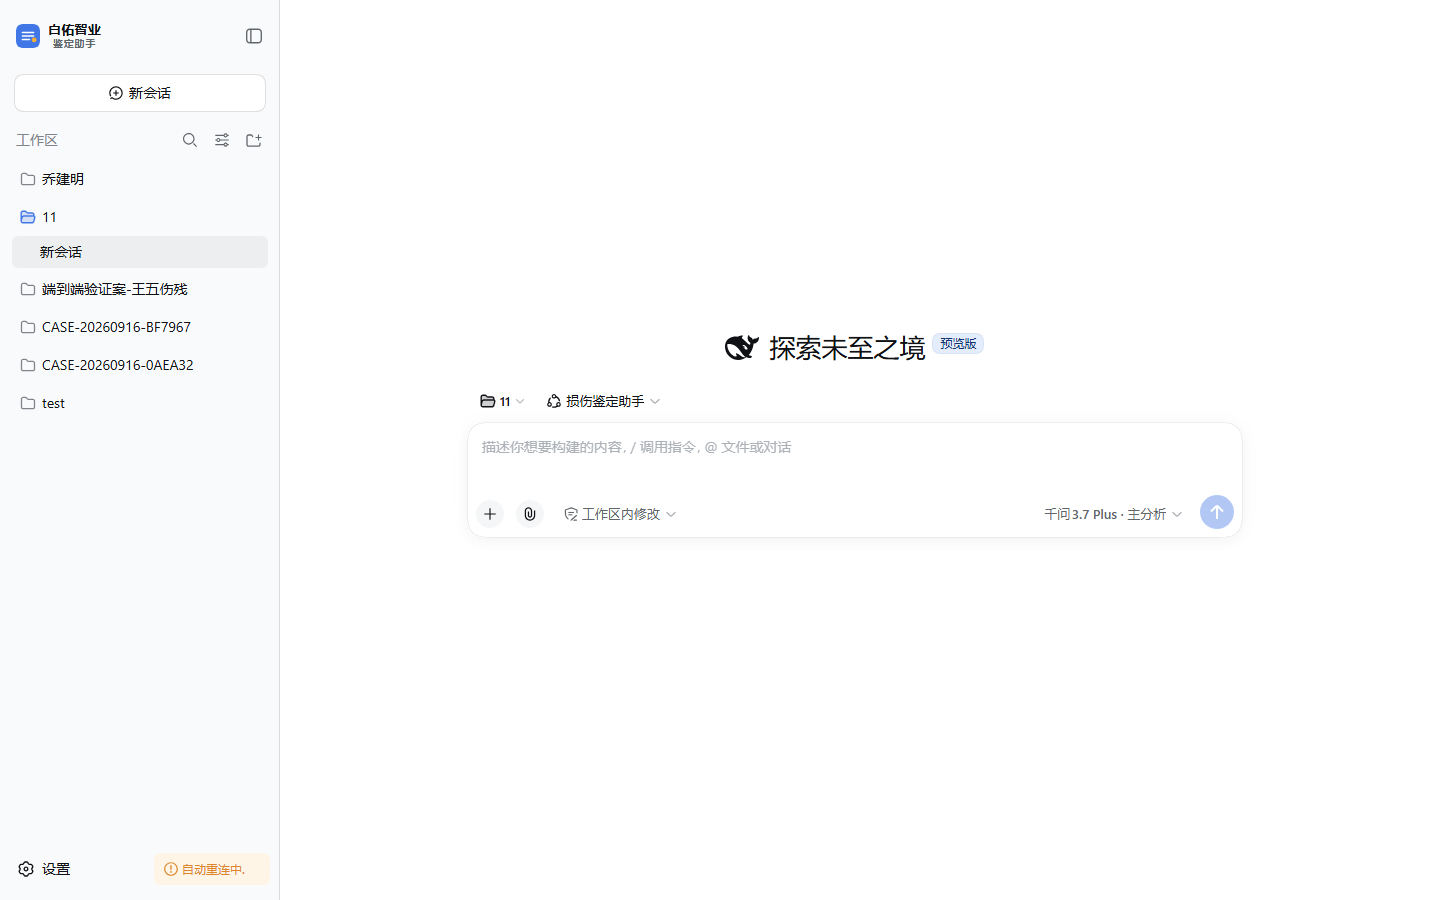 白佑智业
鉴定助手
新会话
工作区
乔建明
11
新会话
端到端验证案-王五伤残
CASE-20260916-BF7967
CASE-20260916-0AEA32
test
设置
自动重连中.
探索未至之境 预览版
11 损伤鉴定助手
描述你想要构建的内容, / 调用指令, @ 文件或对话
工作区内修改 千问 3.7 Plus · 主分析